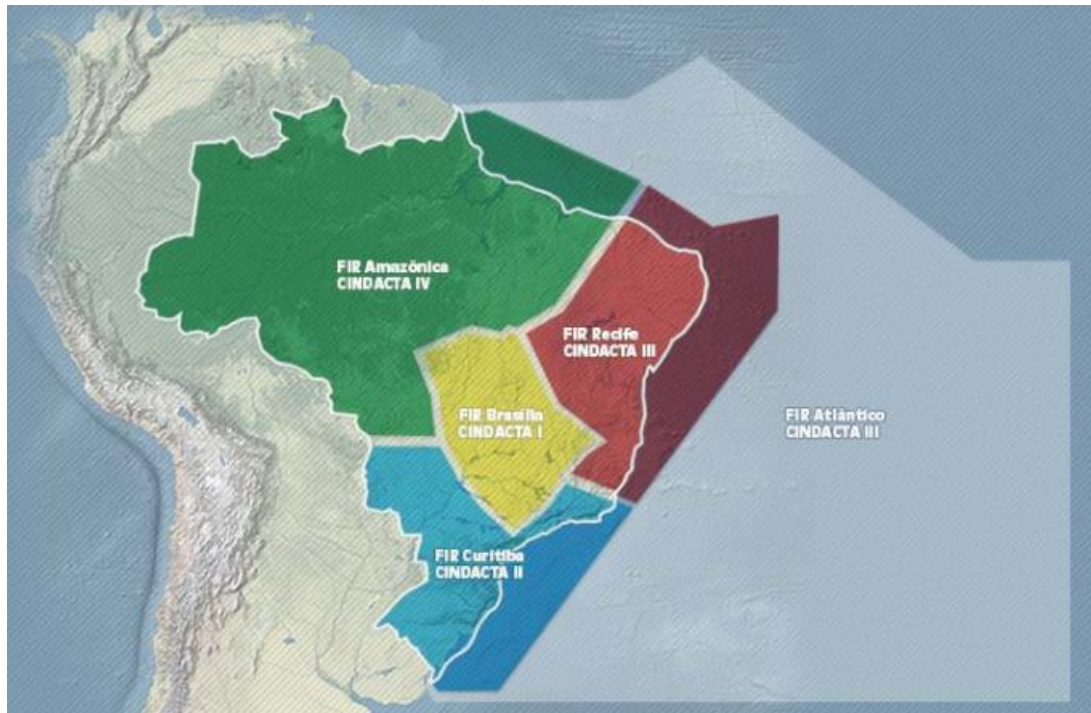 FIR Amazônica
CINDACTA IV
FIR Recife
CINDACTA III
FIR Brasília
CINDACTA I
FIR Atlântico
CINDACTA III
FIR Curitiba
CINDACTA II